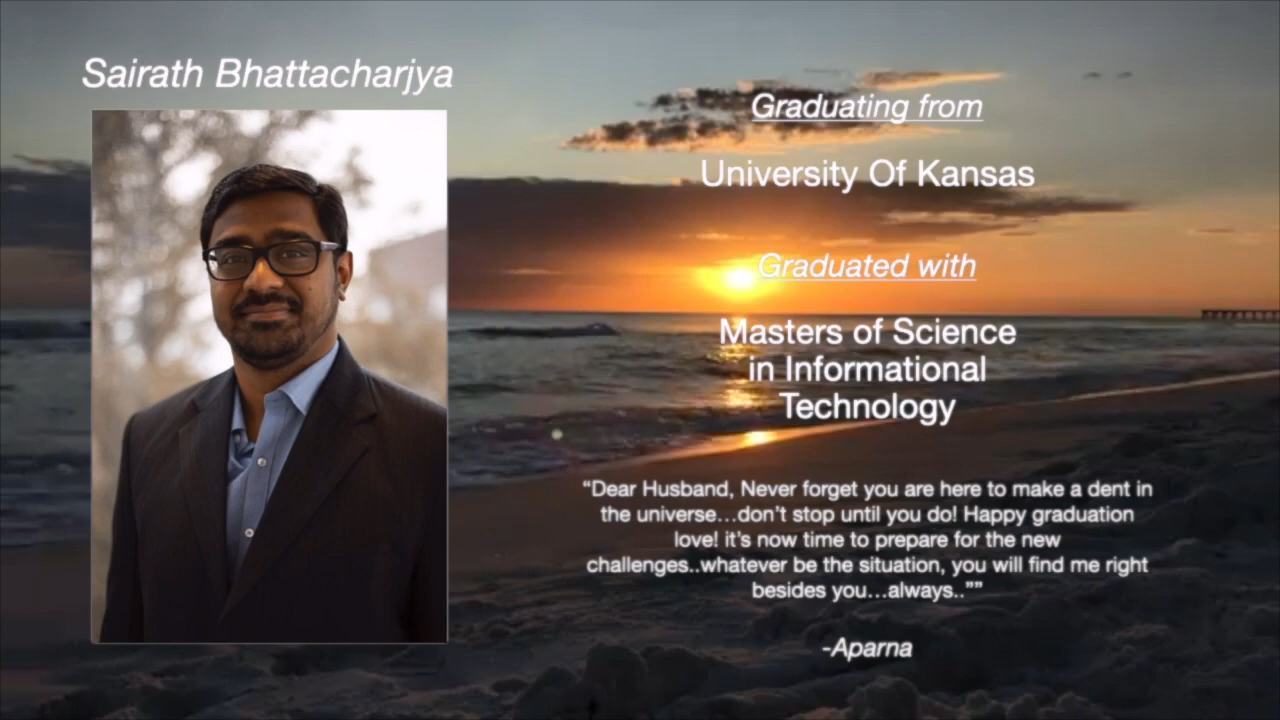 Sairath Bhattacharjya
Graduating from
University Of Kansas
Graduated with
Masters of Science
in Informational
Technology
“Dear Husband, Never forget you are here to make a dent in
the universe…don’t stop until you do! Happy graduation
love! it’s now time to prepare for the new
challenges..whatever be the situation, you will find me right
besides you…always..””
-Aparna